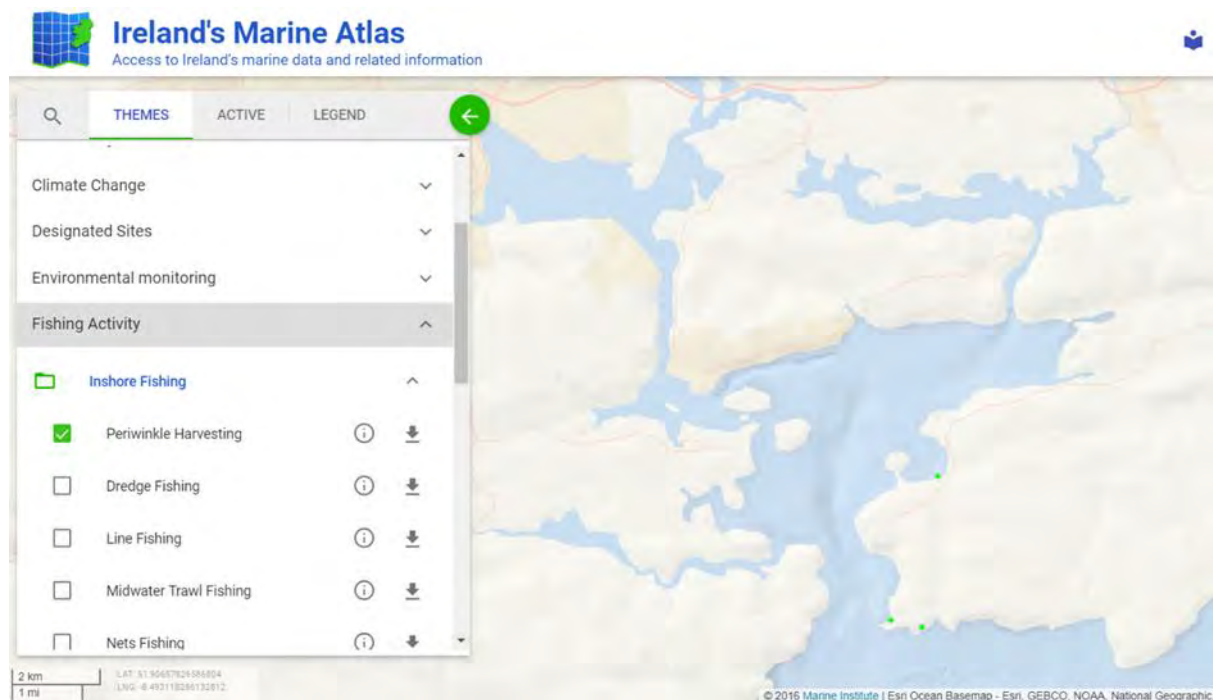 Ireland's Marine Atlas
Access to Ireland's marine data and related information
THEMES ACTIVE LEGEND
Climate Change
Designated Sites
Environmental monitoring
Fishing Activity
Inshore Fishing
Periwinkle Harvesting
Dredge Fishing
Line Fishing
Midwater Trawl Fishing
Nets Fishing
2 km
1 mi
LAT:
LNG:
© 2016 Marine Institute | Esri Ocean Basemap - Esri, GEBCO, NOAA, National Geographic